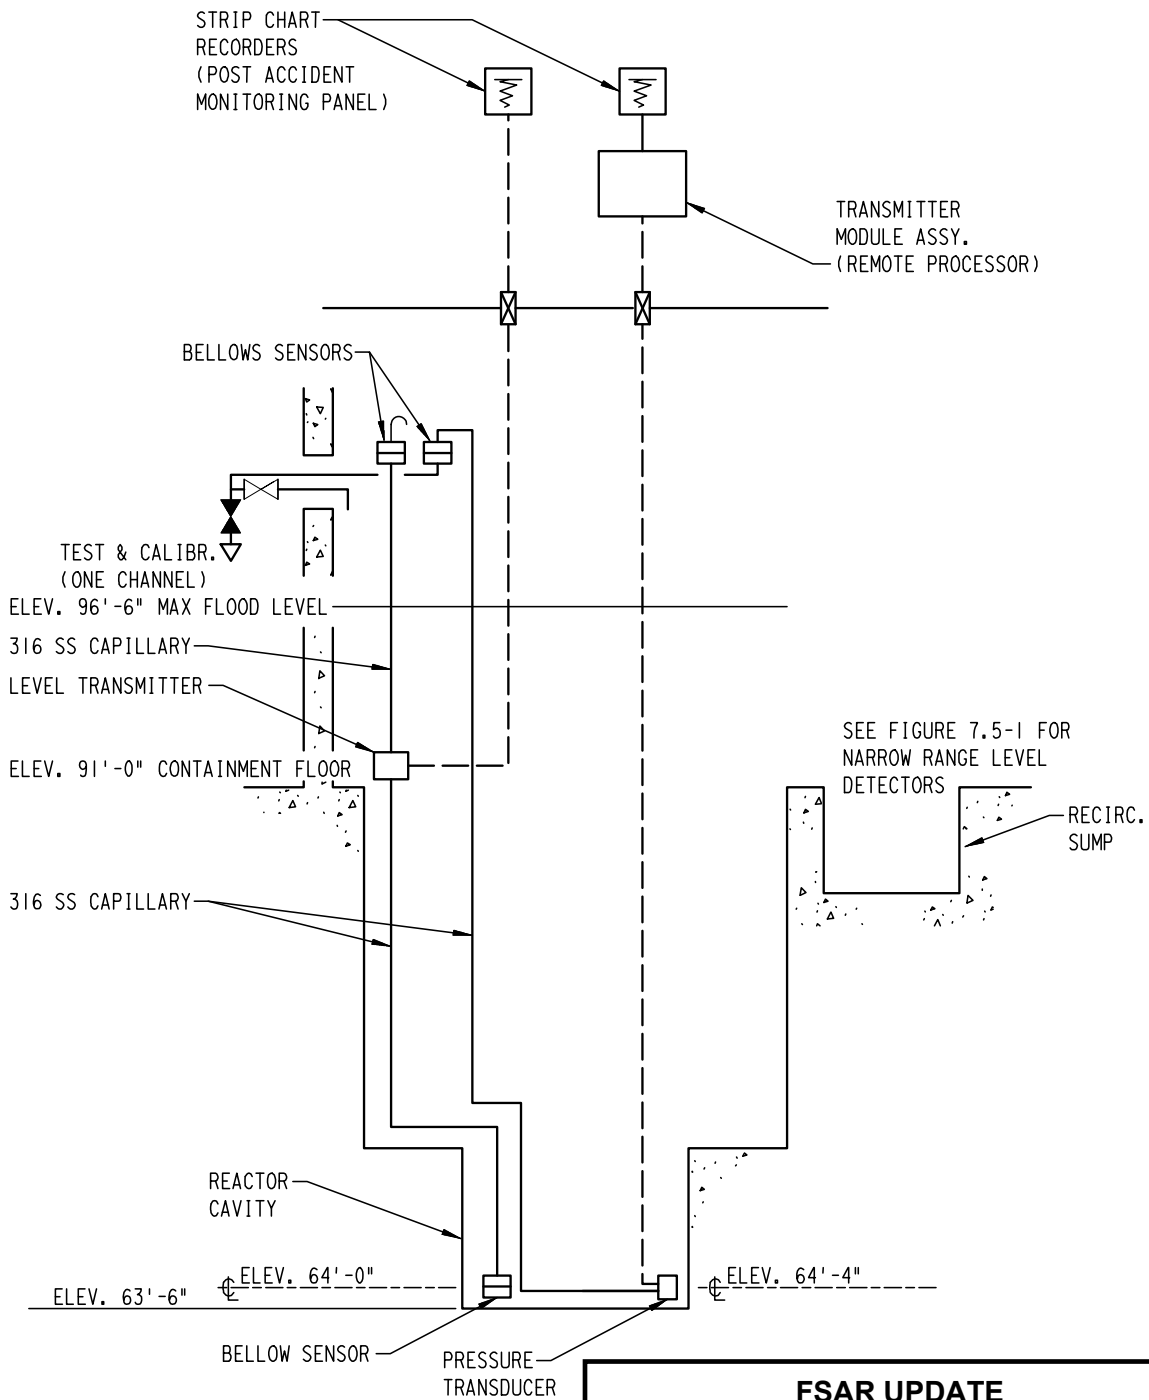 STRIP CHART
RECORDERS
(POST ACCIDENT
MONITORING PANEL)
TRANSMITTER
MODULE ASSY.
(REMOTE PROCESSOR)
BELLOWS SENSORS
TEST & CALIBR.
(ONE CHANNEL)
ELEV. 96'-6" MAX FLOOD LEVEL
316 SS CAPILLARY
LEVEL TRANSMITTER
ELEV. 91'-0" CONTAINMENT FLOOR
SEE FIGURE 7.5-1 FOR
NARROW RANGE LEVEL
DETECTORS
RECIRC.
SUMP
316 SS CAPILLARY
REACTOR
CAVITY
℄ ELEV. 64'-0"
℄ ELEV. 64'-4"
ELEV. 63'-6"
BELLOW SENSOR
PRESSURE
TRANSDUCER
FSAR UPDATE